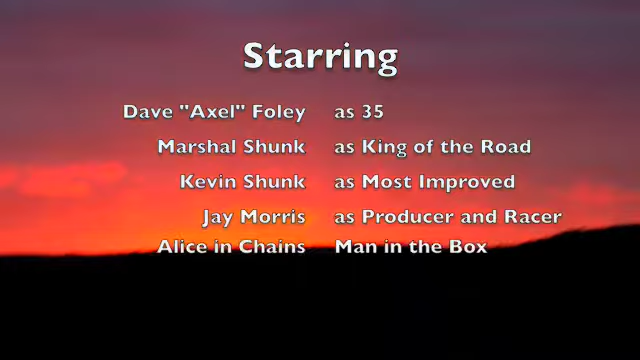 Starring
Dave "Axel" Foley as 35
Marshal Shunk as King of the Road
Kevin Shunk as Most Improved
Jay Morris as Producer and Racer
Alice in Chains Man in the Box